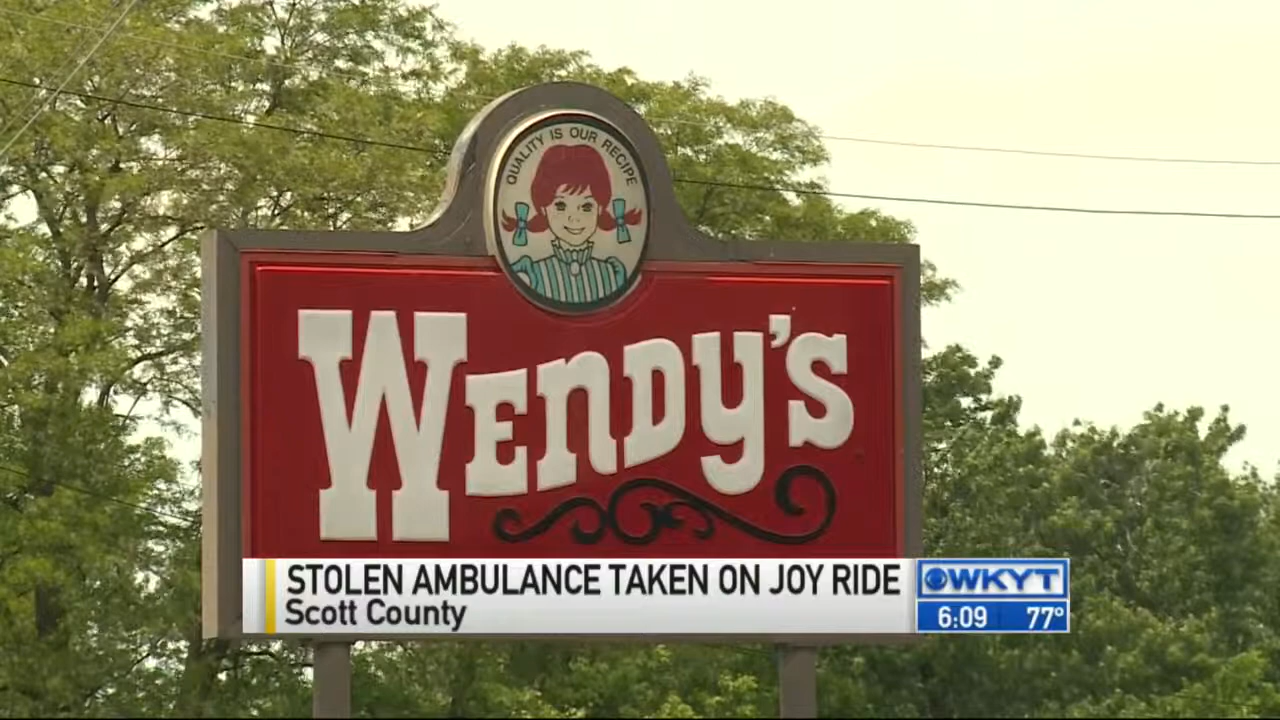 QUALITY IS OUR RECIPE
WENDY'S
STOLEN AMBULANCE TAKEN ON JOY RIDE
Scott County
WKYT
6:09 77°